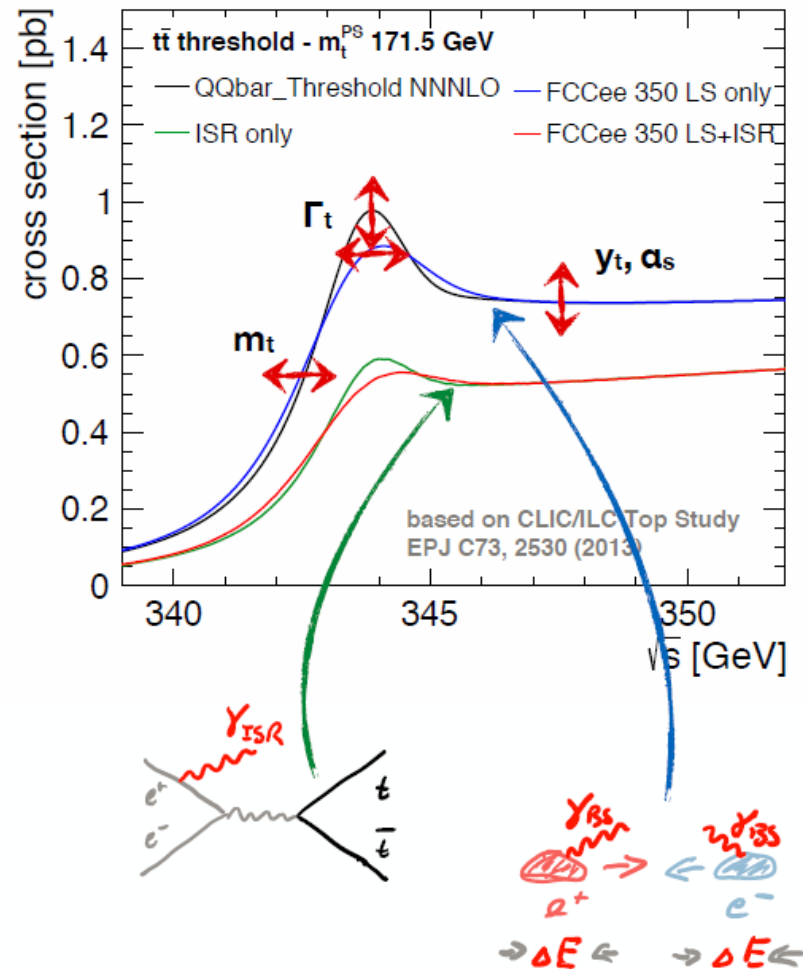 tt̄ threshold - mₜᴾˢ 171.5 GeV
QQbar_Threshold NNNLO
FCCee 350 LS only
ISR only
FCCee 350 LS+ISR
cross section [pb]
1.4
1.2
1
0.8
0.6
0.4
0.2
0
Γt
yt, αs
mt
based on CLIC/ILC Top Study
EPJ C73, 2530 (2013)
340
345
350
√s [GeV]
γISR
e⁺
e⁻
t
t̄
γBS
γBS
e⁺
e⁻
ΔE
ΔE